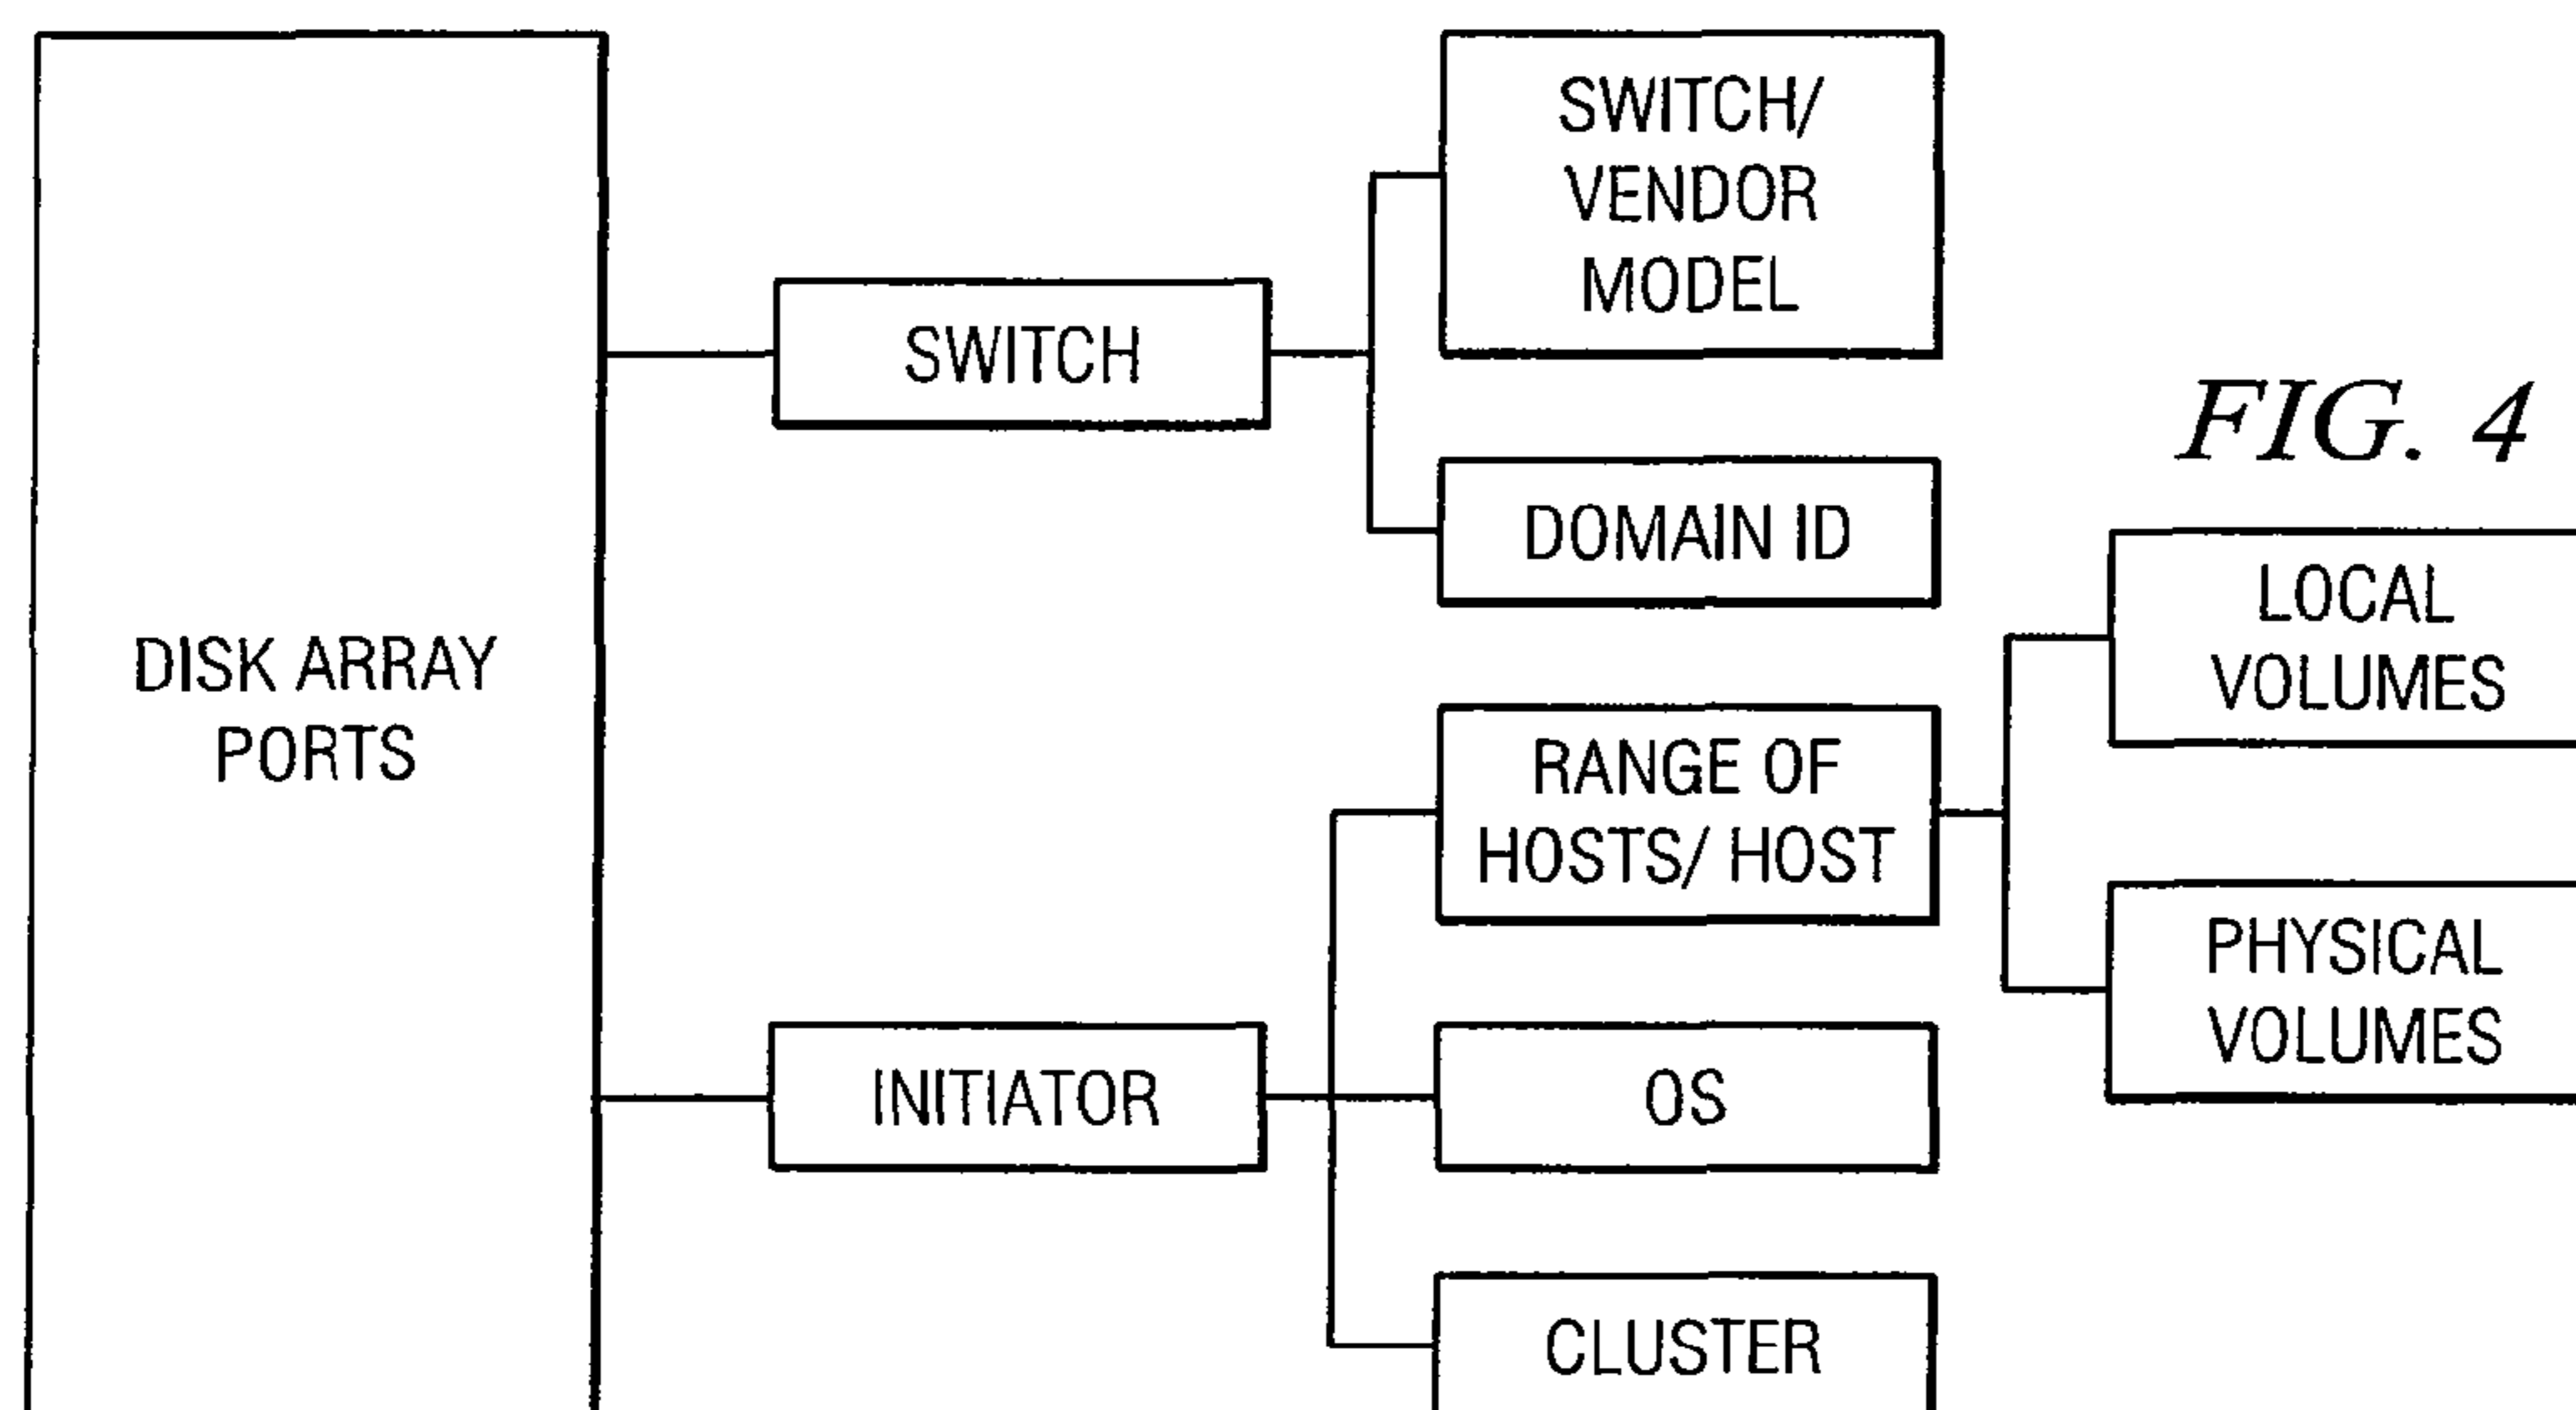 DISK ARRAY
PORTS
SWITCH
SWITCH/
VENDOR
MODEL
DOMAIN ID
FIG. 4
INITIATOR
RANGE OF
HOSTS/ HOST
OS
CLUSTER
LOCAL
VOLUMES
PHYSICAL
VOLUMES